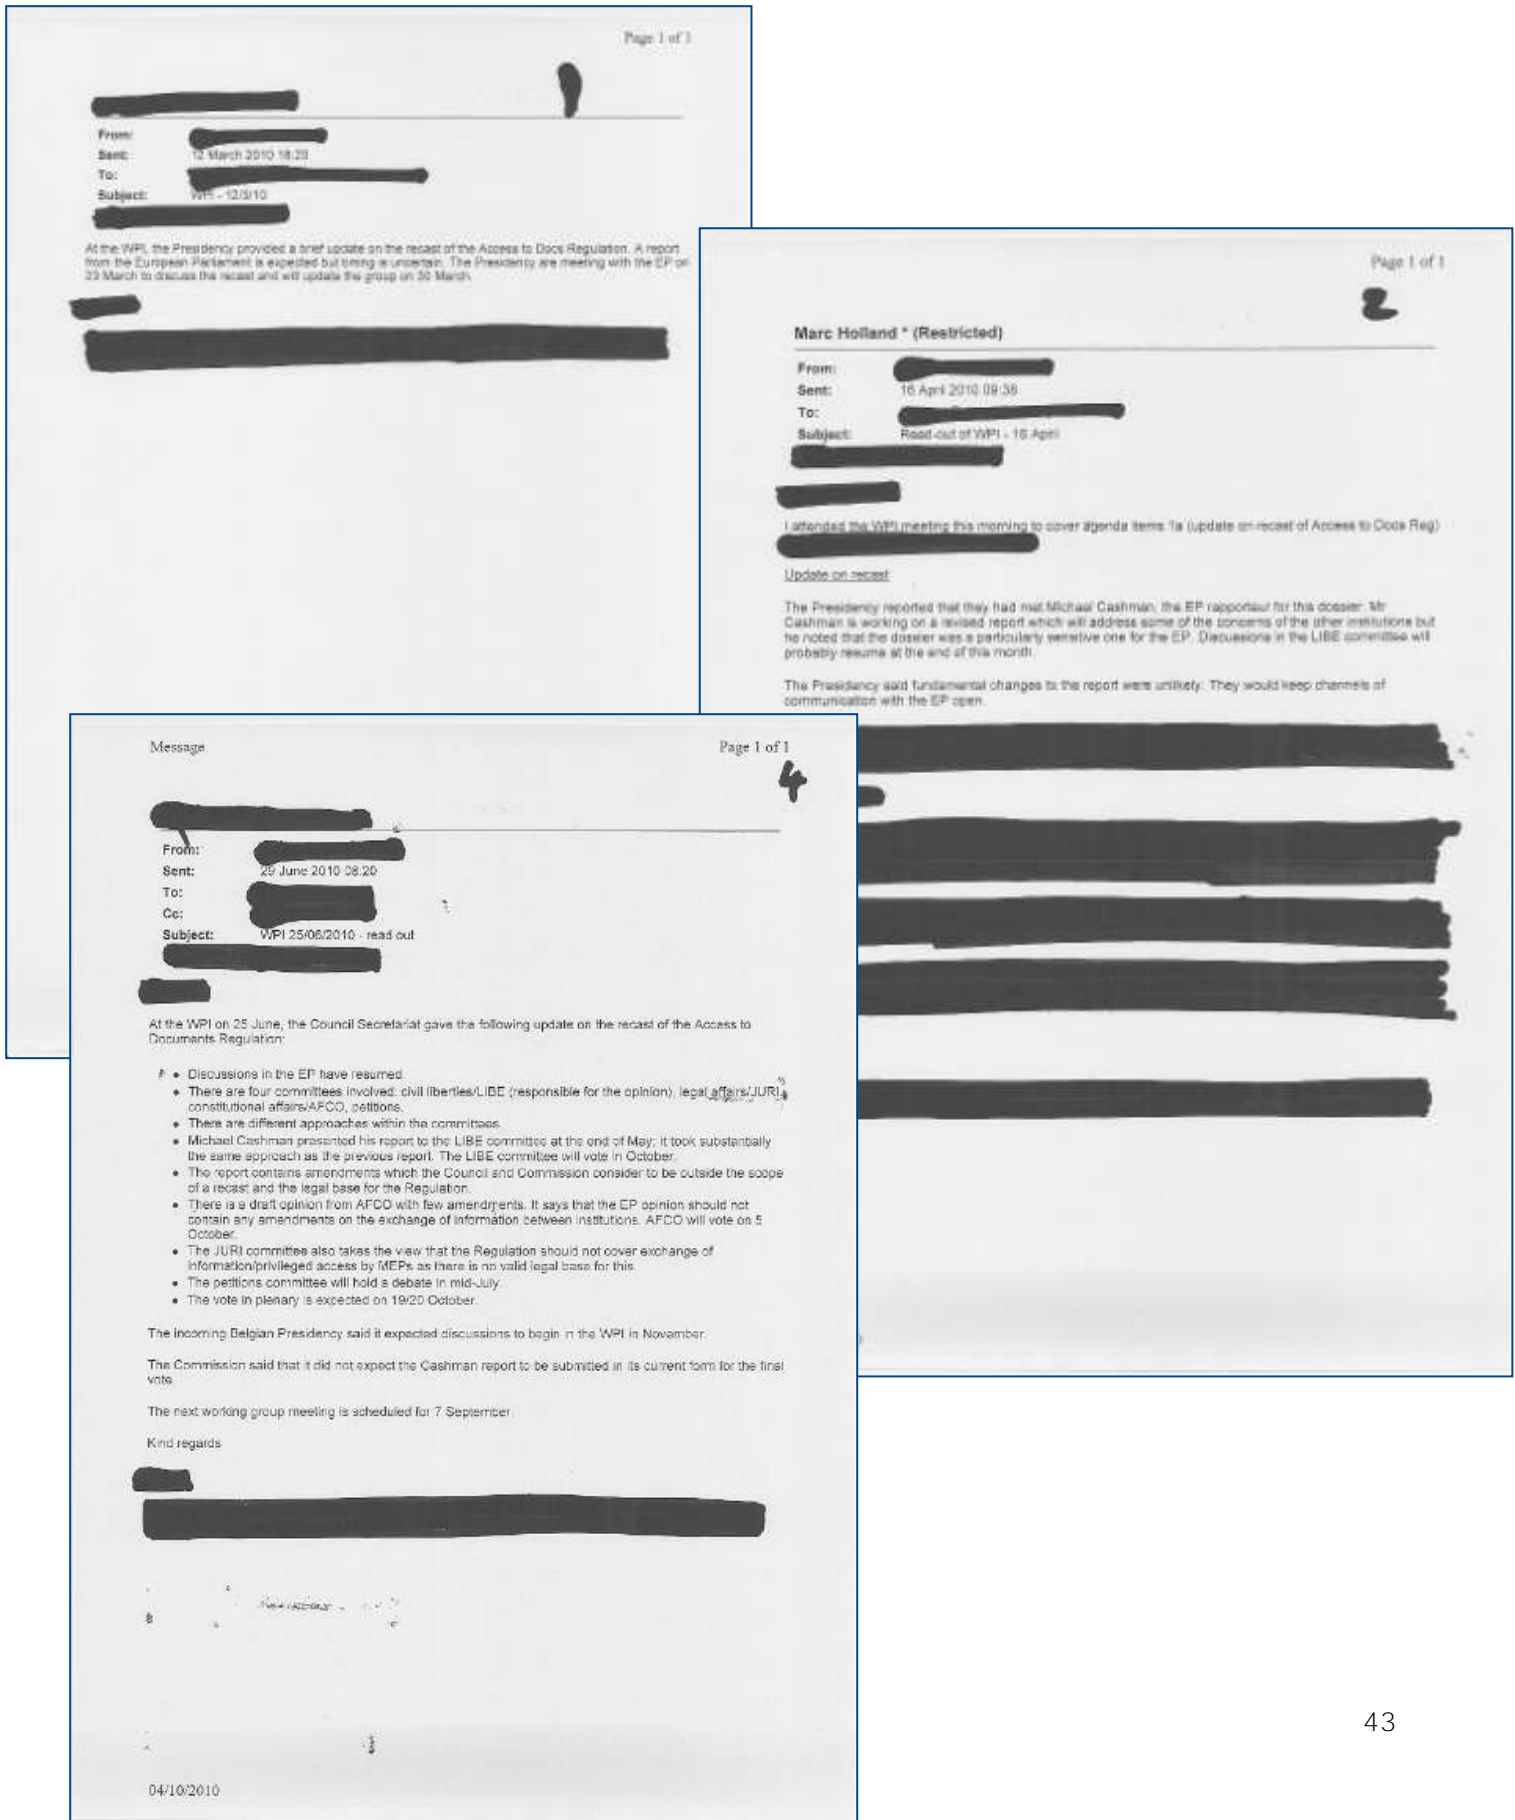 Page 1 of 1
From:
Sent: 12 March 2010 18:20
To:
Subject: WPI - 12/3/10
At the WPI, the Presidency provided a brief update on the recast of the Access to Docs Regulation. A report
from the European Parliament is expected but timing is uncertain. The Presidency are meeting with the EP on
23 March to discuss the recast and will update the group on 30 March.
Page 1 of 1
2
Marc Holland * (Restricted)
From:
Sent: 16 April 2010 09:38
To:
Subject: Read-out of WPI - 16 April
I attended the WPI meeting this morning to cover agenda items 1a (update on recast of Access to Docs Reg)
Update on recast
The Presidency reported that they had met Michael Cashman, the EP rapporteur for this dossier. Mr
Cashman is working on a revised report which will address some of the concerns of the other institutions but
he noted that the dossier was a particularly sensitive one for the EP. Discussions in the LIBE committee will
probably resume at the end of this month.
The Presidency said fundamental changes to the report were unlikely. They would keep channels of
communication with the EP open.
Message
Page 1 of 1
4
From:
Sent: 29 June 2010 08:20
To:
Cc:
Subject: WPI 25/06/2010 - read out
At the WPI on 25 June, the Council Secretariat gave the following update on the recast of the Access to
Documents Regulation:
• Discussions in the EP have resumed
• There are four committees involved: civil liberties/LIBE (responsible for the opinion), legal affairs/JURI,
constitutional affairs/AFCO, petitions.
• There are different approaches within the committees
• Michael Cashman presented his report to the LIBE committee at the end of May; it took substantially
the same approach as the previous report. The LIBE committee will vote in October.
• The report contains amendments which the Council and Commission consider to be outside the scope
of a recast and the legal base for the Regulation.
• There is a draft opinion from AFCO with few amendments. It says that the EP opinion should not
contain any amendments on the exchange of information between institutions. AFCO will vote on 5
October.
• The JURI committee also takes the view that the Regulation should not cover exchange of
information/privileged access by MEPs as there is no valid legal base for this.
• The petitions committee will hold a debate in mid-July.
• The vote in plenary is expected on 19/20 October.
The incoming Belgian Presidency said it expected discussions to begin in the WPI in November.
The Commission said that it did not expect the Cashman report to be submitted in its current form for the final
vote.
The next working group meeting is scheduled for 7 September.
Kind regards
04/10/2010
43